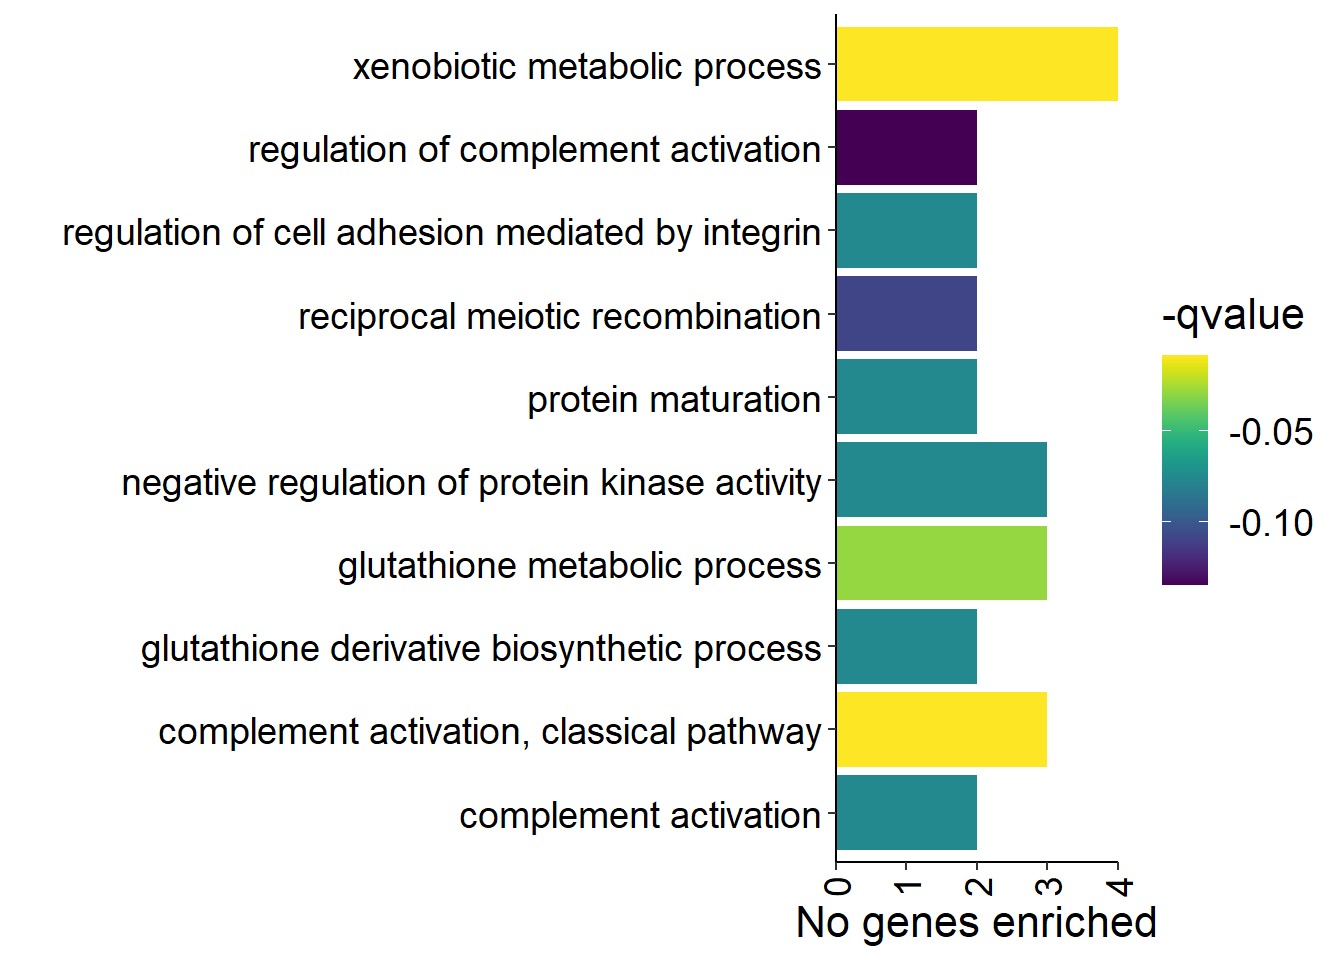 xenobiotic metabolic process
regulation of complement activation
regulation of cell adhesion mediated by integrin
reciprocal meiotic recombination
protein maturation
negative regulation of protein kinase activity
glutathione metabolic process
glutathione derivative biosynthetic process
complement activation, classical pathway
complement activation
0 1 2 3 4
No genes enriched
-qvalue
-0.05
-0.10